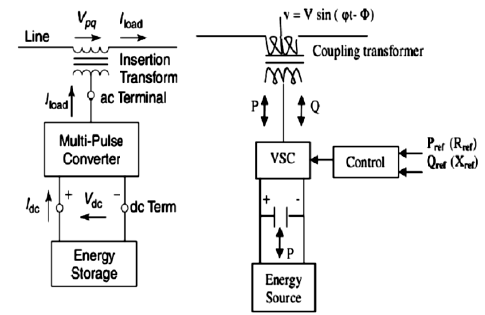 V_pq
I_load
Line
Insertion
Transform
I_load
ac Terminal
Multi-Pulse
Converter
+
−
I_dc
V_dc
dc Term
Energy
Storage
v = V sin ( φt- Φ)
Coupling transformer
P
Q
VSC
Control
P_ref (R_ref)
Q_ref (X_ref)
+
-
P
Energy
Source